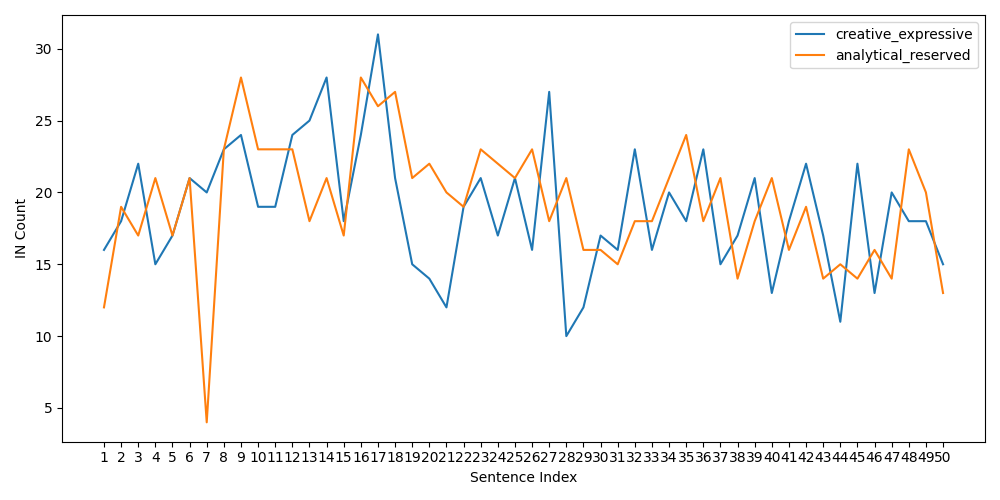 creative_expressive
analytical_reserved
30
25
20
15
10
5
IN Count
1 2 3 4 5 6 7 8 9 10 11 12 13 14 15 16 17 18 19 20 21 22 23 24 25 26 27 28 29 30 31 32 33 34 35 36 37 38 39 40 41 42 43 44 45 46 47 48 49 50
Sentence Index